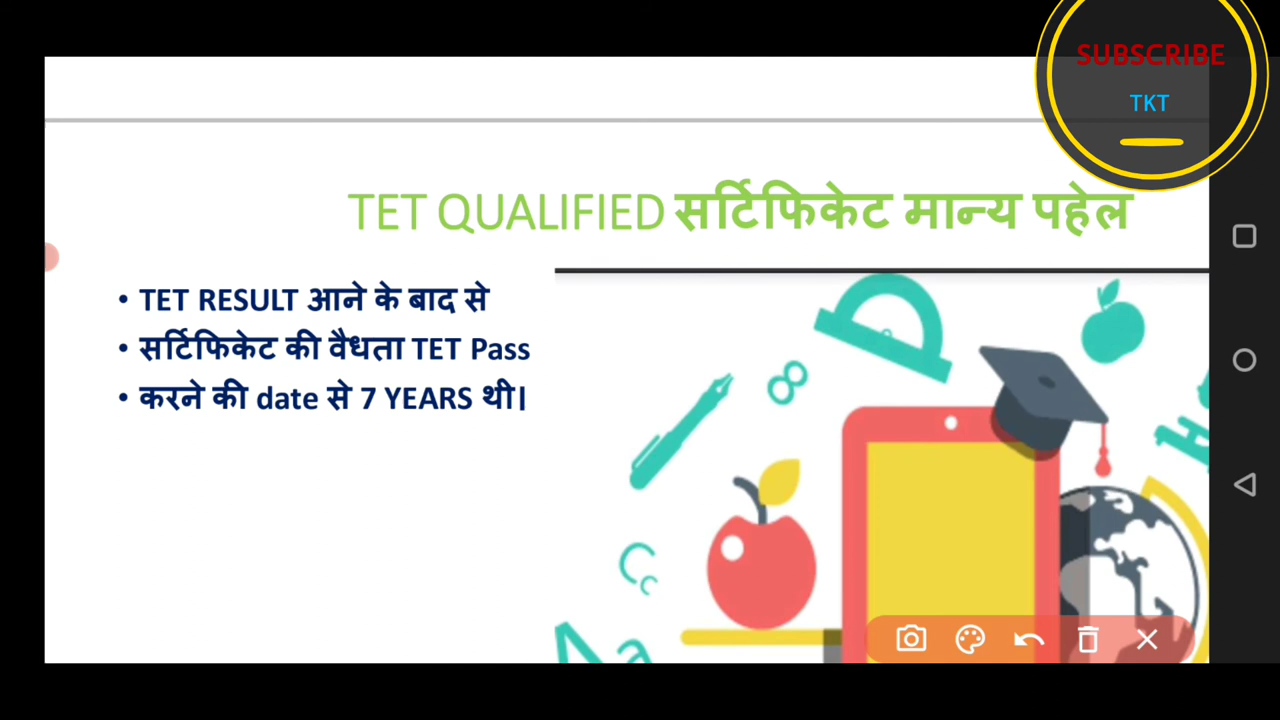 SUBSCRIBE
TKT
TET QUALIFIED सर्टिफिकेट मान्य पहेल
• TET RESULT आने के बाद से
• सर्टिफिकेट की वैधता TET Pass
• करने की date से 7 YEARS थी।